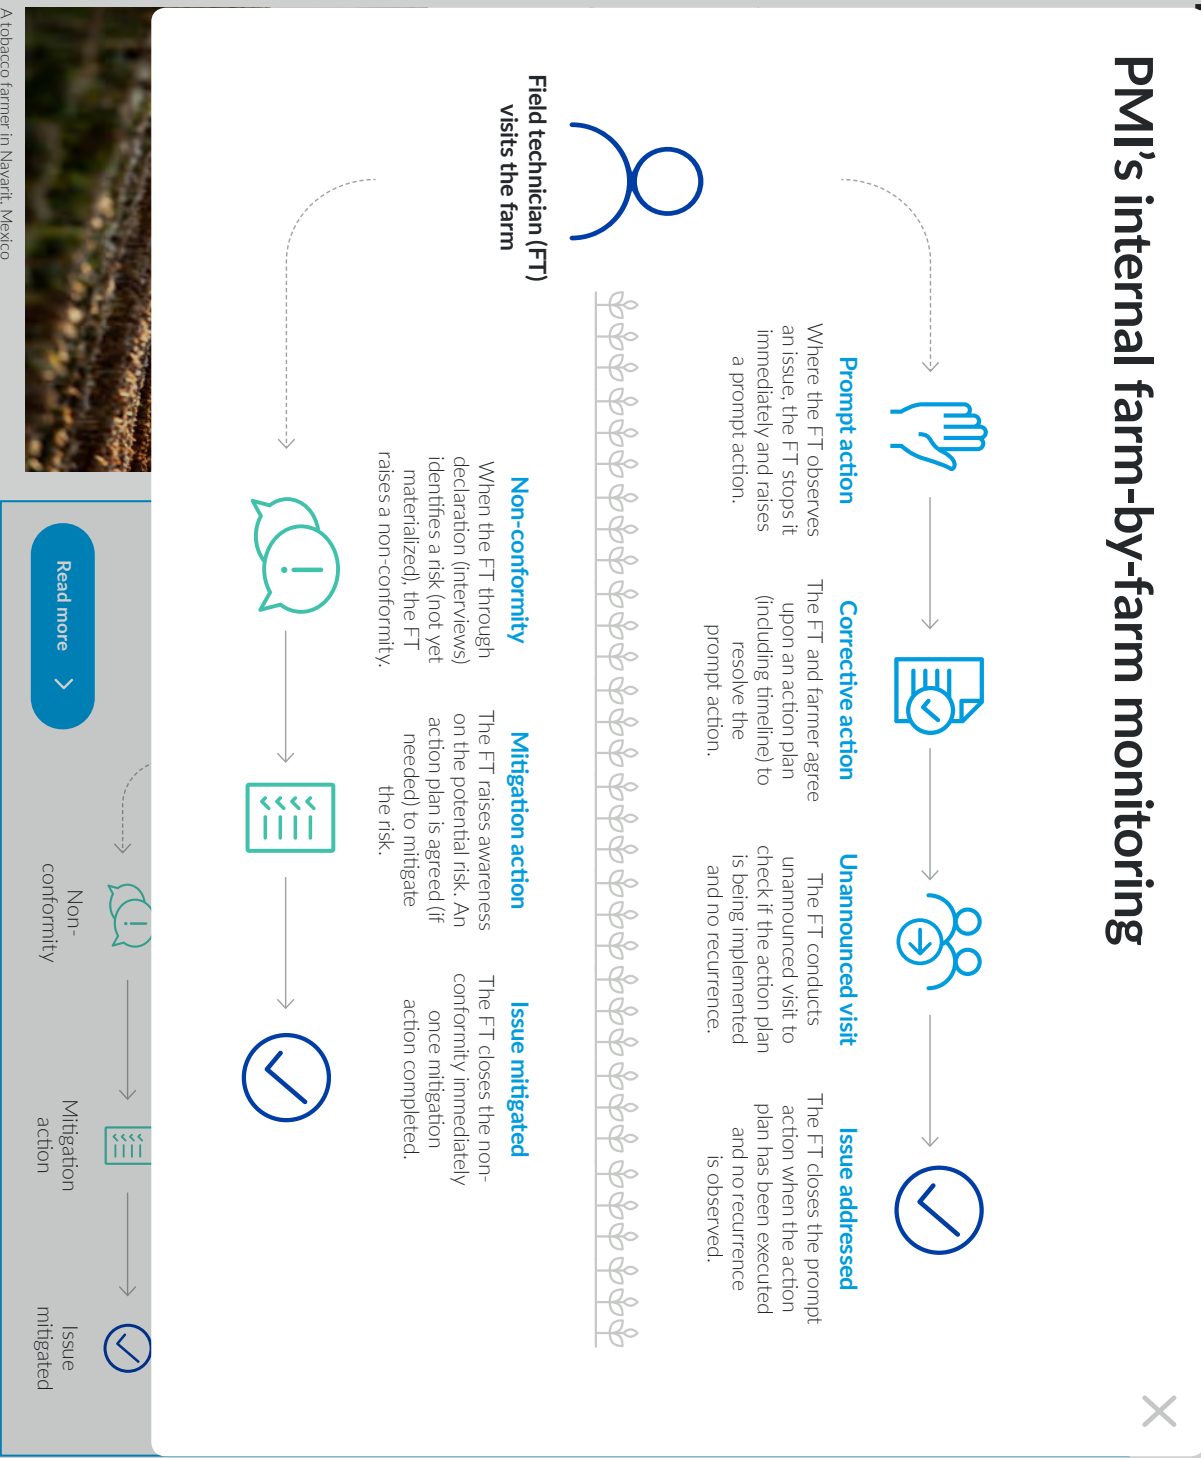 PMI's internal farm-by-farm monitoring
Field technician (FT)
visits the farm
Prompt action
Where the FT observes
an issue, the FT stops it
immediately and raises
a prompt action.
Corrective action
The FT and farmer agree
upon an action plan
(including timeline) to
resolve the
prompt action.
Unannounced visit
The FT conducts
unannounced visit to
check if the action plan
is being implemented
and no recurrence.
Issue addressed
The FT closes the prompt
action when the action
plan has been executed
and no recurrence
is observed.
Non-conformity
When the FT through
declaration (interviews)
identifies a risk (not yet
materialized), the FT
raises a non-conformity.
Mitigation action
The FT raises awareness
on the potential risk. An
action plan is agreed (if
needed) to mitigate
the risk.
Issue mitigated
The FT closes the non-
conformity immediately
once mitigation
action completed.
A tobacco farmer in Nayarit, Mexico
Read more
Non-
conformity
Mitigation
action
Issue
mitigated